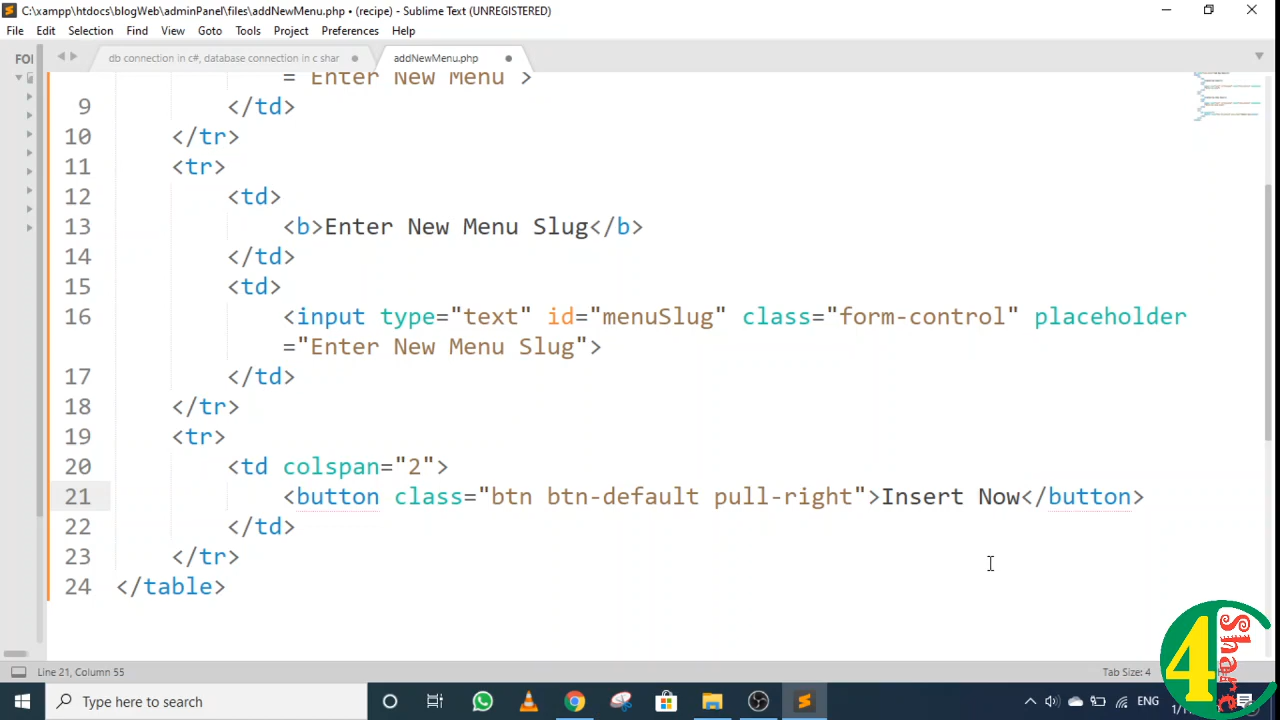 C:\xampp\htdocs\blogWeb\adminPanel\files\addNewMenu.php • (recipe) - Sublime Text (UNREGISTERED)
File Edit Selection Find View Goto Tools Project Preferences Help
FOI
db connection in c#, database connection in c shar
addNewMenu.php
="Enter New Menu">
9 </td>
10 </tr>
11 <tr>
12 <td>
13 <b>Enter New Menu Slug</b>
14 </td>
15 <td>
16 <input type="text" id="menuSlug" class="form-control" placeholder
="Enter New Menu Slug">
17 </td>
18 </tr>
19 <tr>
20 <td colspan="2">
21 <button class="btn btn-default pull-right">Insert Now</button>
22 </td>
23 </tr>
24 </table>
Line 21, Column 55
Tab Size: 4
4
Share
Type here to search
ENG